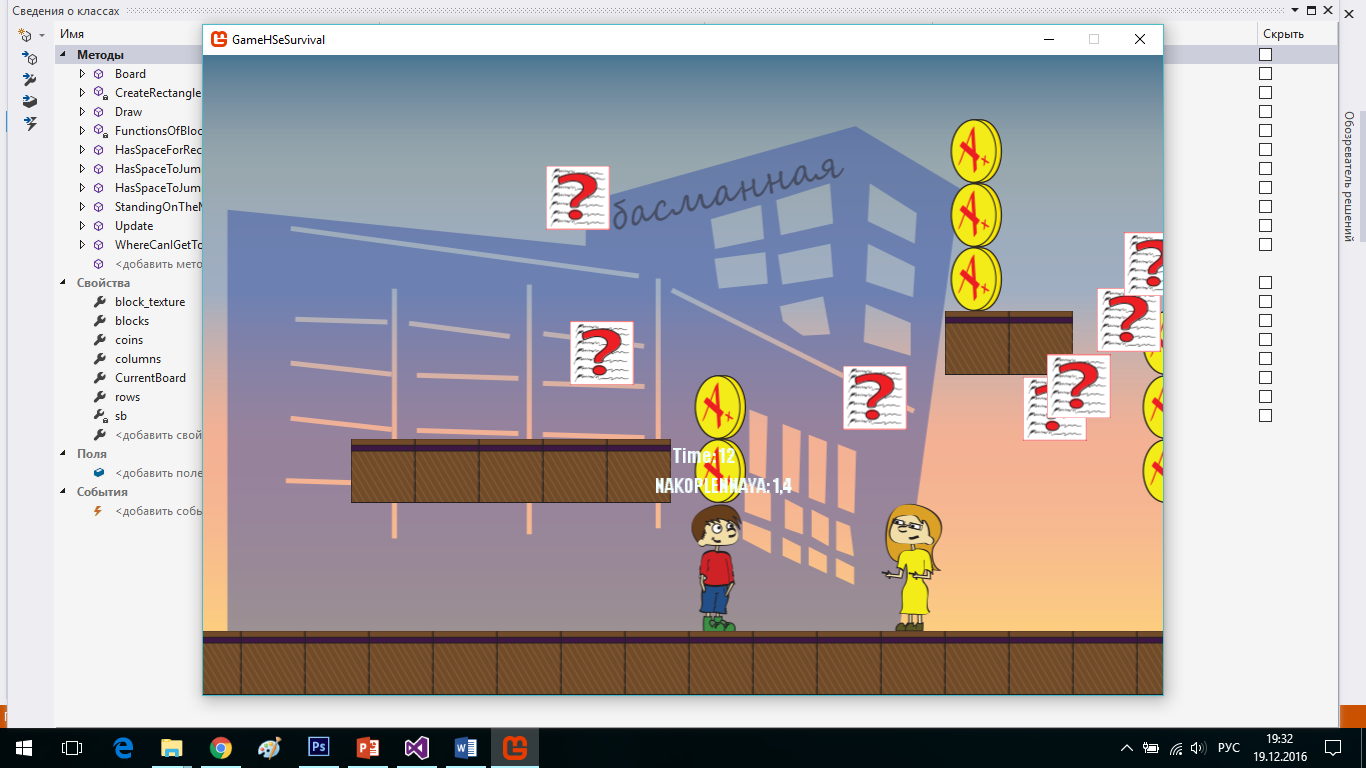 Сведения о классах
Имя
Скрыть
GameHSeSurvival
Методы
Board
CreateRectangle
Draw
FunctionsOfBloc
HasSpaceForRec
HasSpaceToJum
HasSpaceToJum
StandingOnTheM
Update
WhereCanIGetTo
<добавить мето
Свойства
block_texture
blocks
coins
columns
CurrentBoard
rows
sb
<добавить свой
Поля
<добавить поле
События
<добавить собы
басманная
A+
A+
A+
A+
A+
?
?
?
?
?
?
?
Time:12
NAKOPLENNAYA: 1,4
Обозреватель решений
Ps
РУС
19:32
19.12.2016